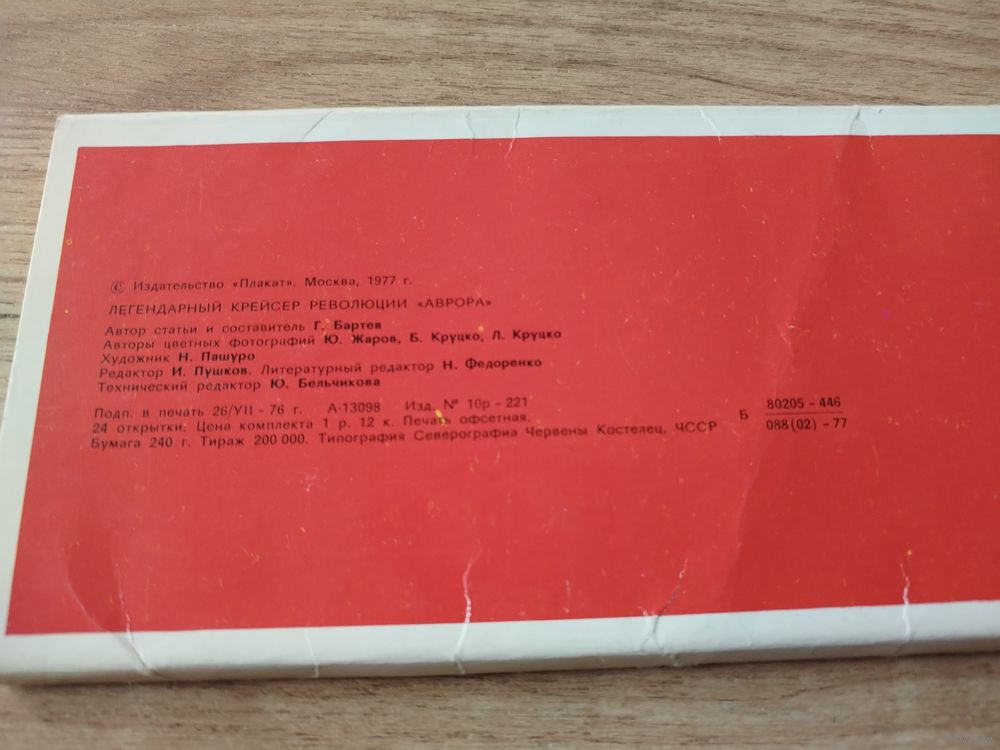 © Издательство «Плакат». Москва, 1977 г.
ЛЕГЕНДАРНЫЙ КРЕЙСЕР РЕВОЛЮЦИИ «АВРОРА»
Автор статьи и составитель Г. Бартев
Авторы цветных фотографий Ю. Жаров, Б. Круцко, Л. Круцко
Художник Н. Пашуро
Редактор И. Пушков. Литературный редактор Н. Федоренко
Технический редактор Ю. Бельчикова
Подп. в печать 26/VII - 76 г. А-13098 Изд. № 10р - 221
24 открытки. Цена комплекта 1 р. 12 к. Печать офсетная.
Бумага 240 г. Тираж 200 000. Типография Северография Червены Костелец, ЧССР
Б 80205 - 446
088(02) - 77